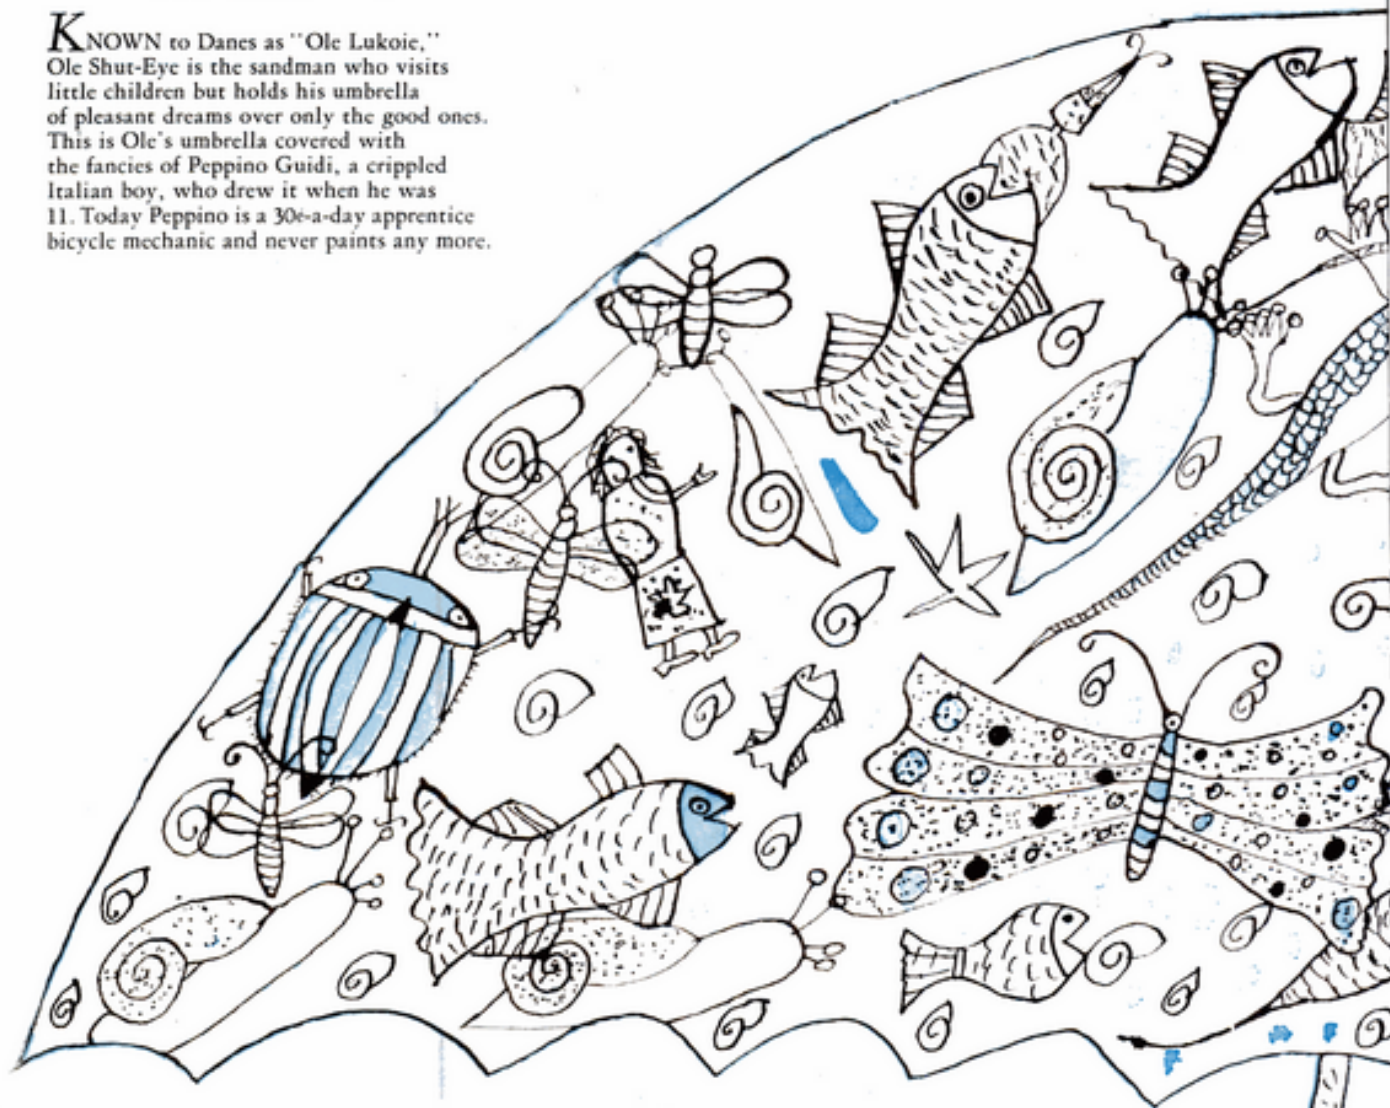 KNOWN to Danes as "Ole Lukoie,"
Ole Shut-Eye is the sandman who visits
little children but holds his umbrella
of pleasant dreams over only the good ones.
This is Ole's umbrella covered with
the fancies of Peppino Guidi, a crippled
Italian boy, who drew it when he was
11. Today Peppino is a 30¢-a-day apprentice
bicycle mechanic and never paints any more.